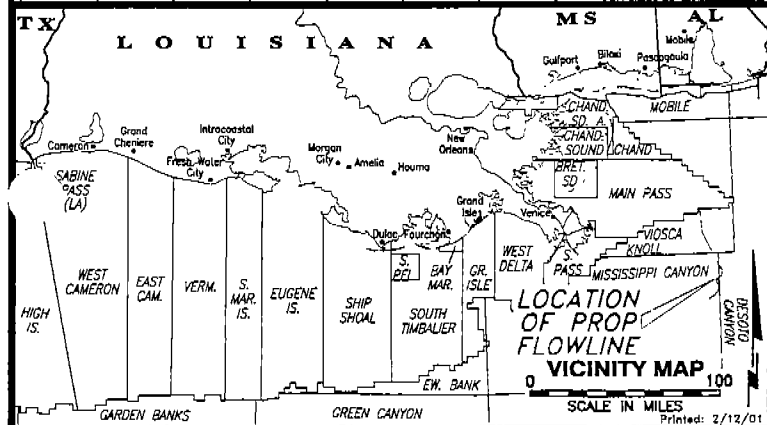 TX
LOUISIANA
MS
AL
Mobile
Gulfport
Biloxi
Pascagoula
MOBILE
CHAND.
SD. A.
CHAND.
SOUND
CHAND
BRET.
SD
MAIN PASS
VIOSCA
KNOLL
New
Orleans
Cameron
Grand
Cheniere
Intracoastal
City
Fresh Water
City
Morgan
City
Amelia
Houma
Grand
Isle
Venice
Dulac
Fourchon
SABINE
PASS
(LA)
HIGH
IS.
WEST
CAMERON
EAST
CAM.
VERM.
S.
MAR.
IS.
EUGENE
IS.
SHIP
SHOAL
S.
PEL.
SOUTH
TIMBALIER
BAY
MAR.
GR.
ISLE
WEST
DELTA
S.
PASS
MISSISSIPPI CANYON
DESOTO
CANYON
LOCATION
OF PROP
FLOWLINE
EW. BANK
GARDEN BANKS
GREEN CANYON
VICINITY MAP
0 100
SCALE IN MILES
Printed: 2/12/01